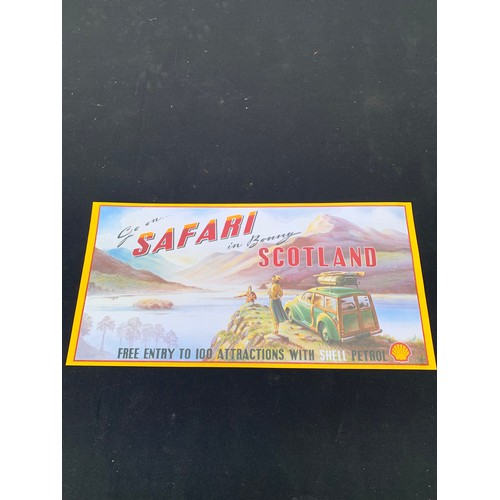 Go on...
SAFARI
in Bonny
SCOTLAND
FREE ENTRY TO 100 ATTRACTIONS WITH SHELL PETROL